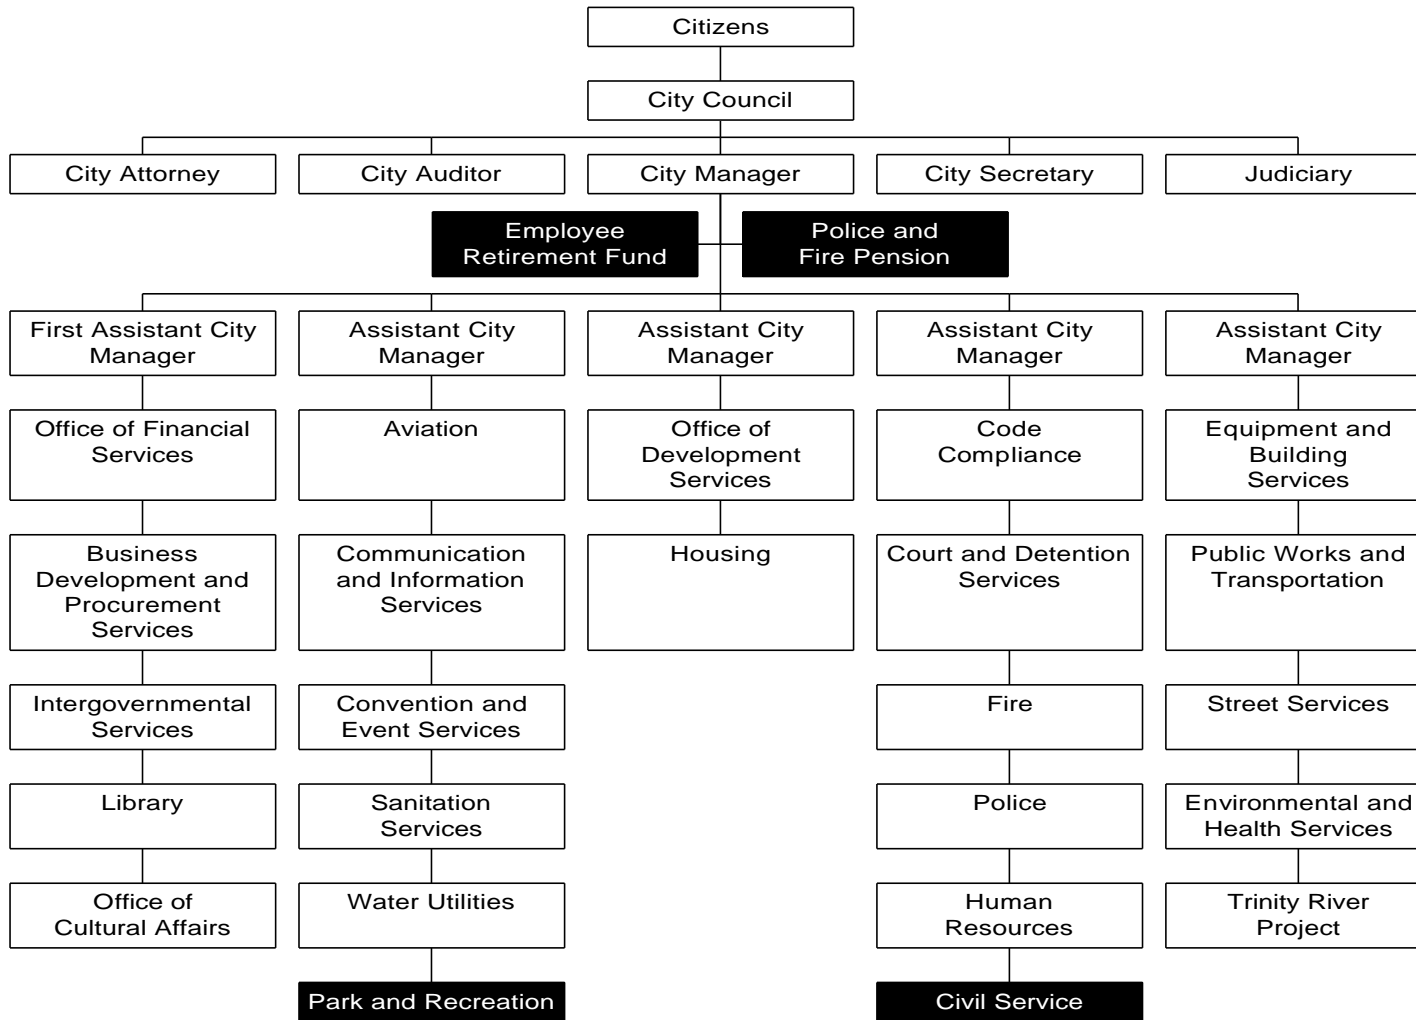 Citizens
City Council
City Attorney
City Auditor
City Manager
City Secretary
Judiciary
Employee
Retirement Fund
Police and
Fire Pension
First Assistant City
Manager
Assistant City
Manager
Assistant City
Manager
Assistant City
Manager
Assistant City
Manager
Office of Financial
Services
Aviation
Office of
Development
Services
Code
Compliance
Equipment and
Building
Services
Business
Development and
Procurement
Services
Communication
and Information
Services
Housing
Court and Detention
Services
Public Works and
Transportation
Intergovernmental
Services
Convention and
Event Services
Fire
Street Services
Library
Sanitation
Services
Police
Environmental and
Health Services
Office of
Cultural Affairs
Water Utilities
Human
Resources
Trinity River
Project
Park and Recreation
Civil Service